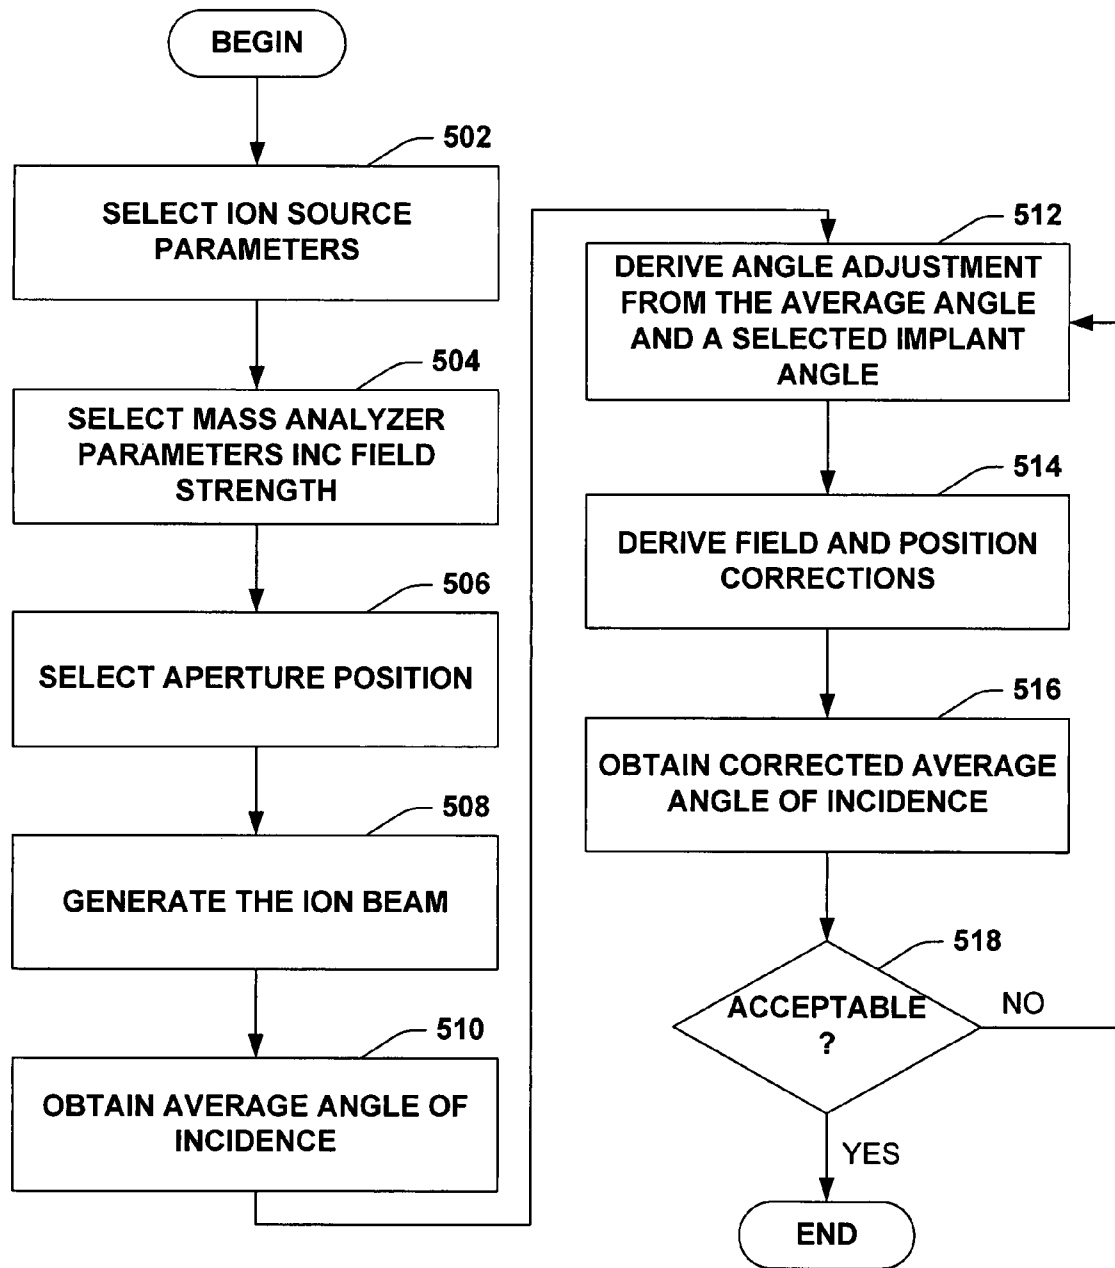 BEGIN
502
SELECT ION SOURCE
PARAMETERS
504
SELECT MASS ANALYZER
PARAMETERS INC FIELD
STRENGTH
506
SELECT APERTURE POSITION
508
GENERATE THE ION BEAM
510
OBTAIN AVERAGE ANGLE OF
INCIDENCE
512
DERIVE ANGLE ADJUSTMENT
FROM THE AVERAGE ANGLE
AND A SELECTED IMPLANT
ANGLE
514
DERIVE FIELD AND POSITION
CORRECTIONS
516
OBTAIN CORRECTED AVERAGE
ANGLE OF INCIDENCE
518
ACCEPTABLE
?
NO
YES
END